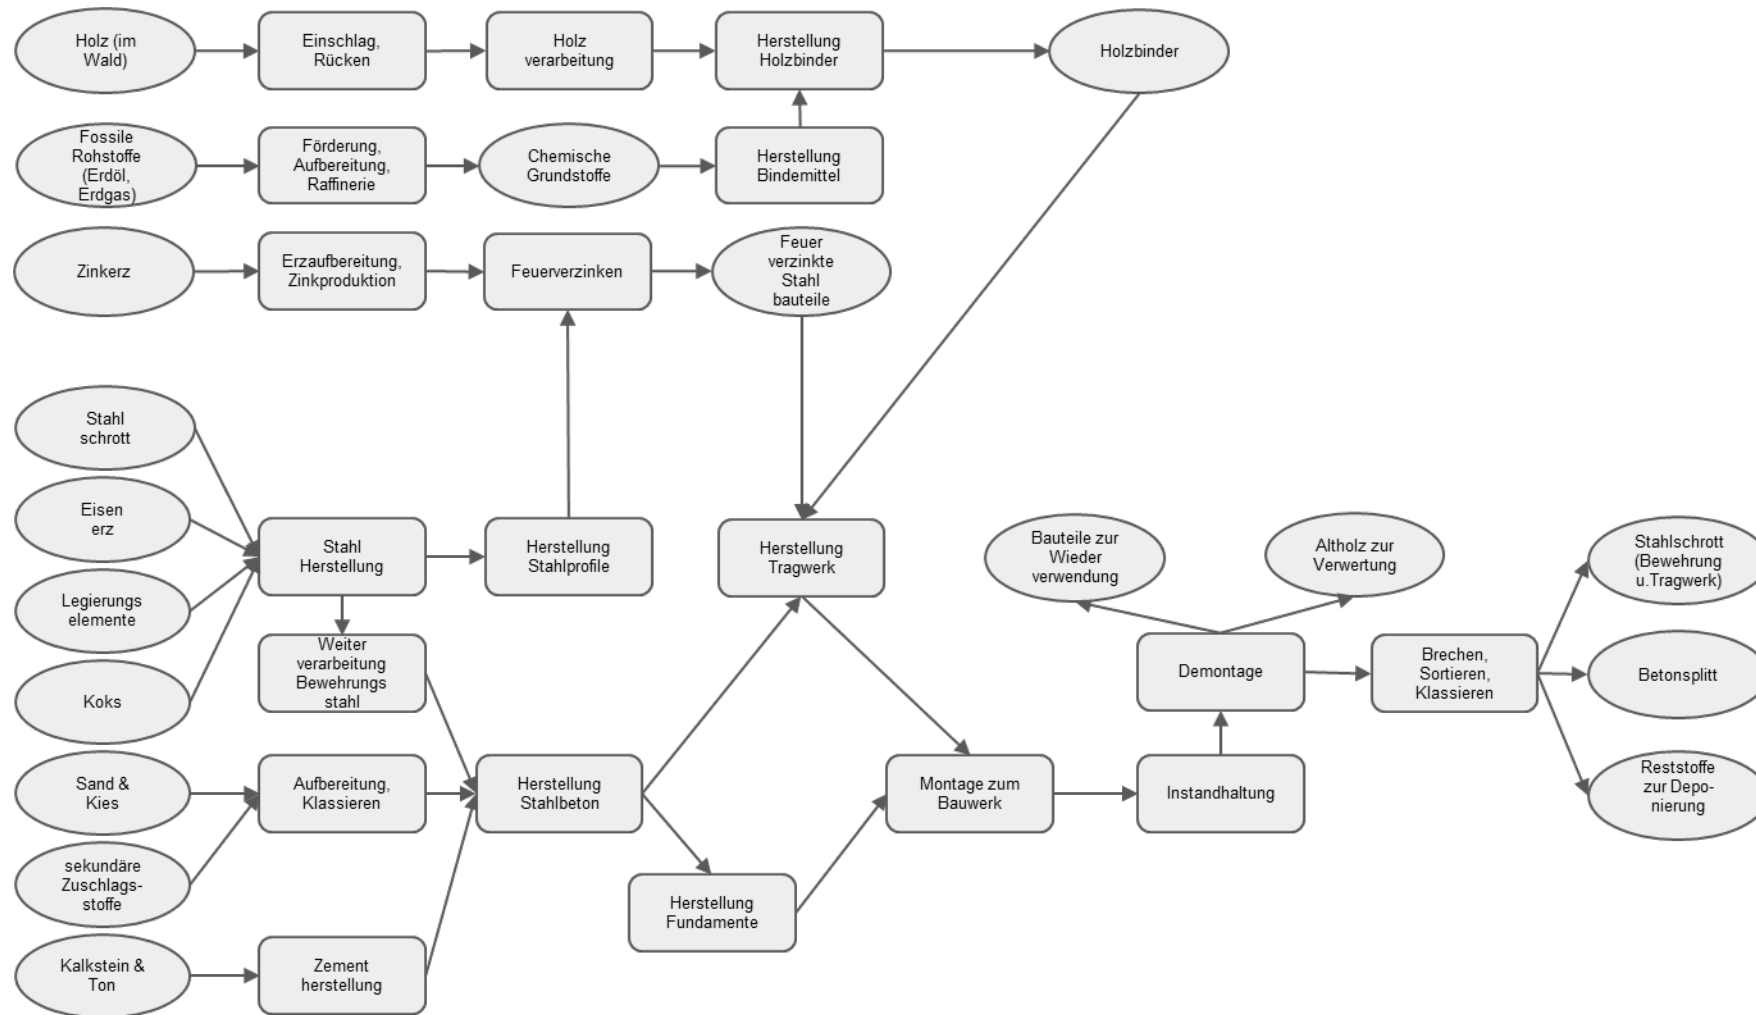 Holz (im
Wald)
Einschlag,
Rücken
Holz
verarbeitung
Herstellung
Holzbinder
Holzbinder
Fossile
Rohstoffe
(Erdöl,
Erdgas)
Förderung,
Aufbereitung,
Raffinerie
Chemische
Grundstoffe
Herstellung
Bindemittel
Zinkerz
Erzaufbereitung,
Zinkproduktion
Feuerverzinken
Feuer
verzinkte
Stahl
bauteile
Stahl
schrott
Eisen
erz
Legierungs
elemente
Koks
Stahl
Herstellung
Herstellung
Stahlprofile
Herstellung
Tragwerk
Weiter
verarbeitung
Bewehrungs
stahl
Bauteile zur
Wieder
verwendung
Altholz zur
Verwertung
Stahlschrott
(Bewehrung
u.Tragwerk)
Demontage
Brechen,
Sortieren,
Klassieren
Betonsplitt
Sand &
Kies
Aufbereitung,
Klassieren
Herstellung
Stahlbeton
Montage zum
Bauwerk
Instandhaltung
Reststoffe
zur Depo-
nierung
sekundäre
Zuschlags-
stoffe
Herstellung
Fundamente
Kalkstein &
Ton
Zement
herstellung